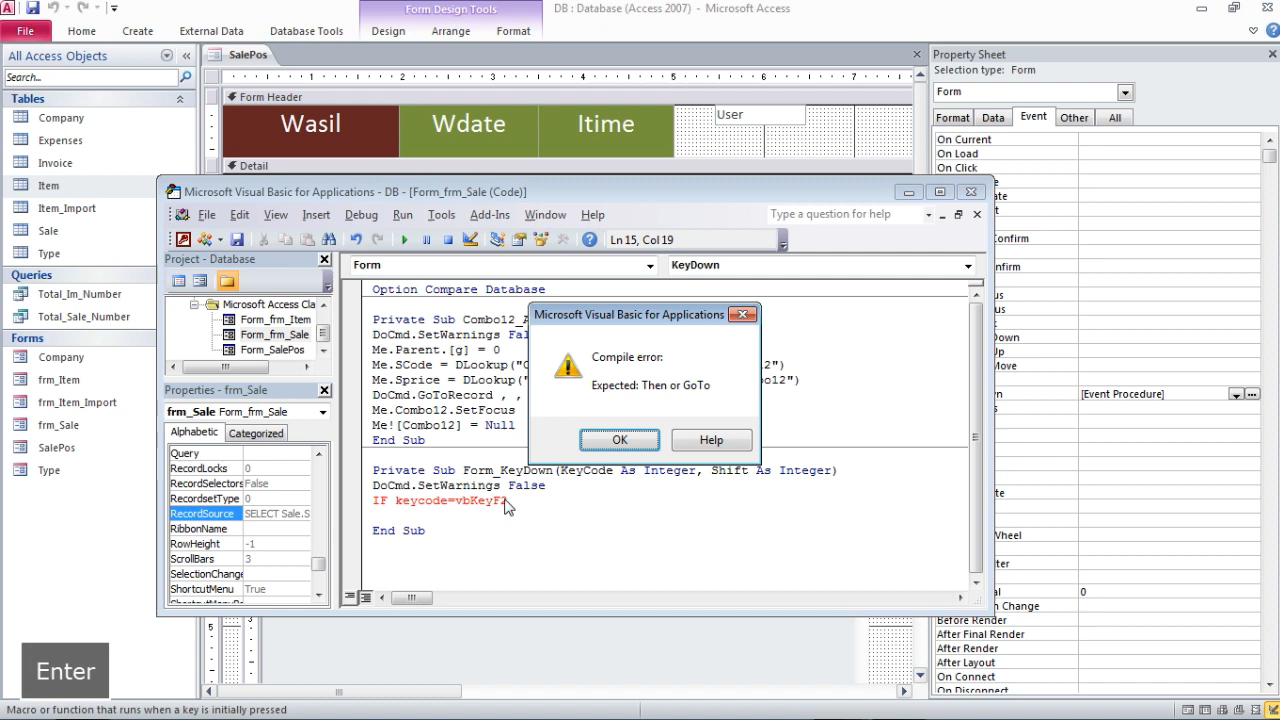 Form Design Tools
DB : Database (Access 2007) - Microsoft Access
File
Home
Create
External Data
Database Tools
Design
Arrange
Format
All Access Objects
Search...
Tables
Company
Expenses
Invoice
Item
Item_Import
Sale
Type
Queries
Total_Im_Number
Total_Sale_Number
Forms
Company
frm_Item
frm_Item_Import
frm_Sale
SalePos
Type
SalePos
1 2 3 4 5 6 7
Form Header
Wasil
Wdate
Itime
User
Detail
Microsoft Visual Basic for Applications - DB - [Form_frm_Sale (Code)]
File Edit View Insert Debug Run Tools Add-Ins Window Help
Type a question for help
Ln 15, Col 19
Project - Database
Microsoft Access Cla
Form_frm_Item
Form_frm_Sale
Form_SalePos
Properties - frm_Sale
frm_Sale Form_frm_Sale
Alphabetic Categorized
Query
RecordLocks 0
RecordSelectors False
RecordsetType 0
RecordSource SELECT Sale.S
RibbonName
RowHeight -1
ScrollBars 3
SelectionChange
ShortcutMenu True
Form
KeyDown
Option Compare Database
Private Sub Combo12_A
DoCmd.SetWarnings Fal
Me.Parent.[g] = 0
Me.SCode = DLookup("
Me.Sprice = DLookup("
DoCmd.GoToRecord , ,
Me.Combo12.SetFocus
Me![Combo12] = Null
End Sub
Private Sub Form_KeyDown(KeyCode As Integer, Shift As Integer)
DoCmd.SetWarnings False
IF keycode=vbKeyF
End Sub
Microsoft Visual Basic for Applications
Compile error:
Expected: Then or GoTo
OK
Help
Property Sheet
Selection type: Form
Form
Format Data Event Other All
On Current
On Load
On Click
[Event Procedure]
0
Before Render
After Final Render
After Render
After Layout
On Connect
On Disconnect
5
Enter
Macro or function that runs when a key is initially pressed